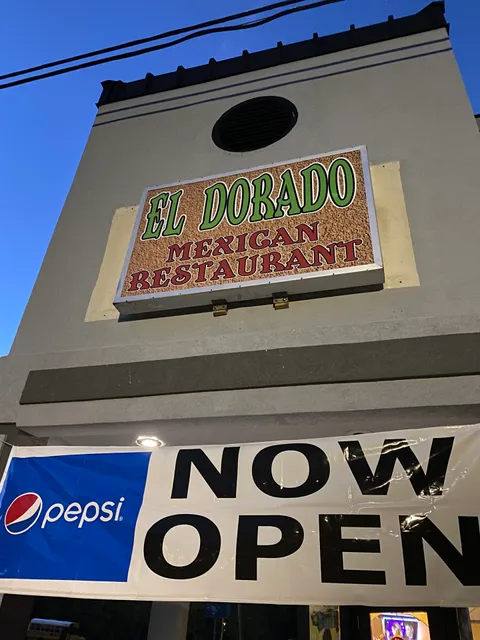 EL DORADO
MEXICAN
RESTAURANT
pepsi
NOW
OPEN